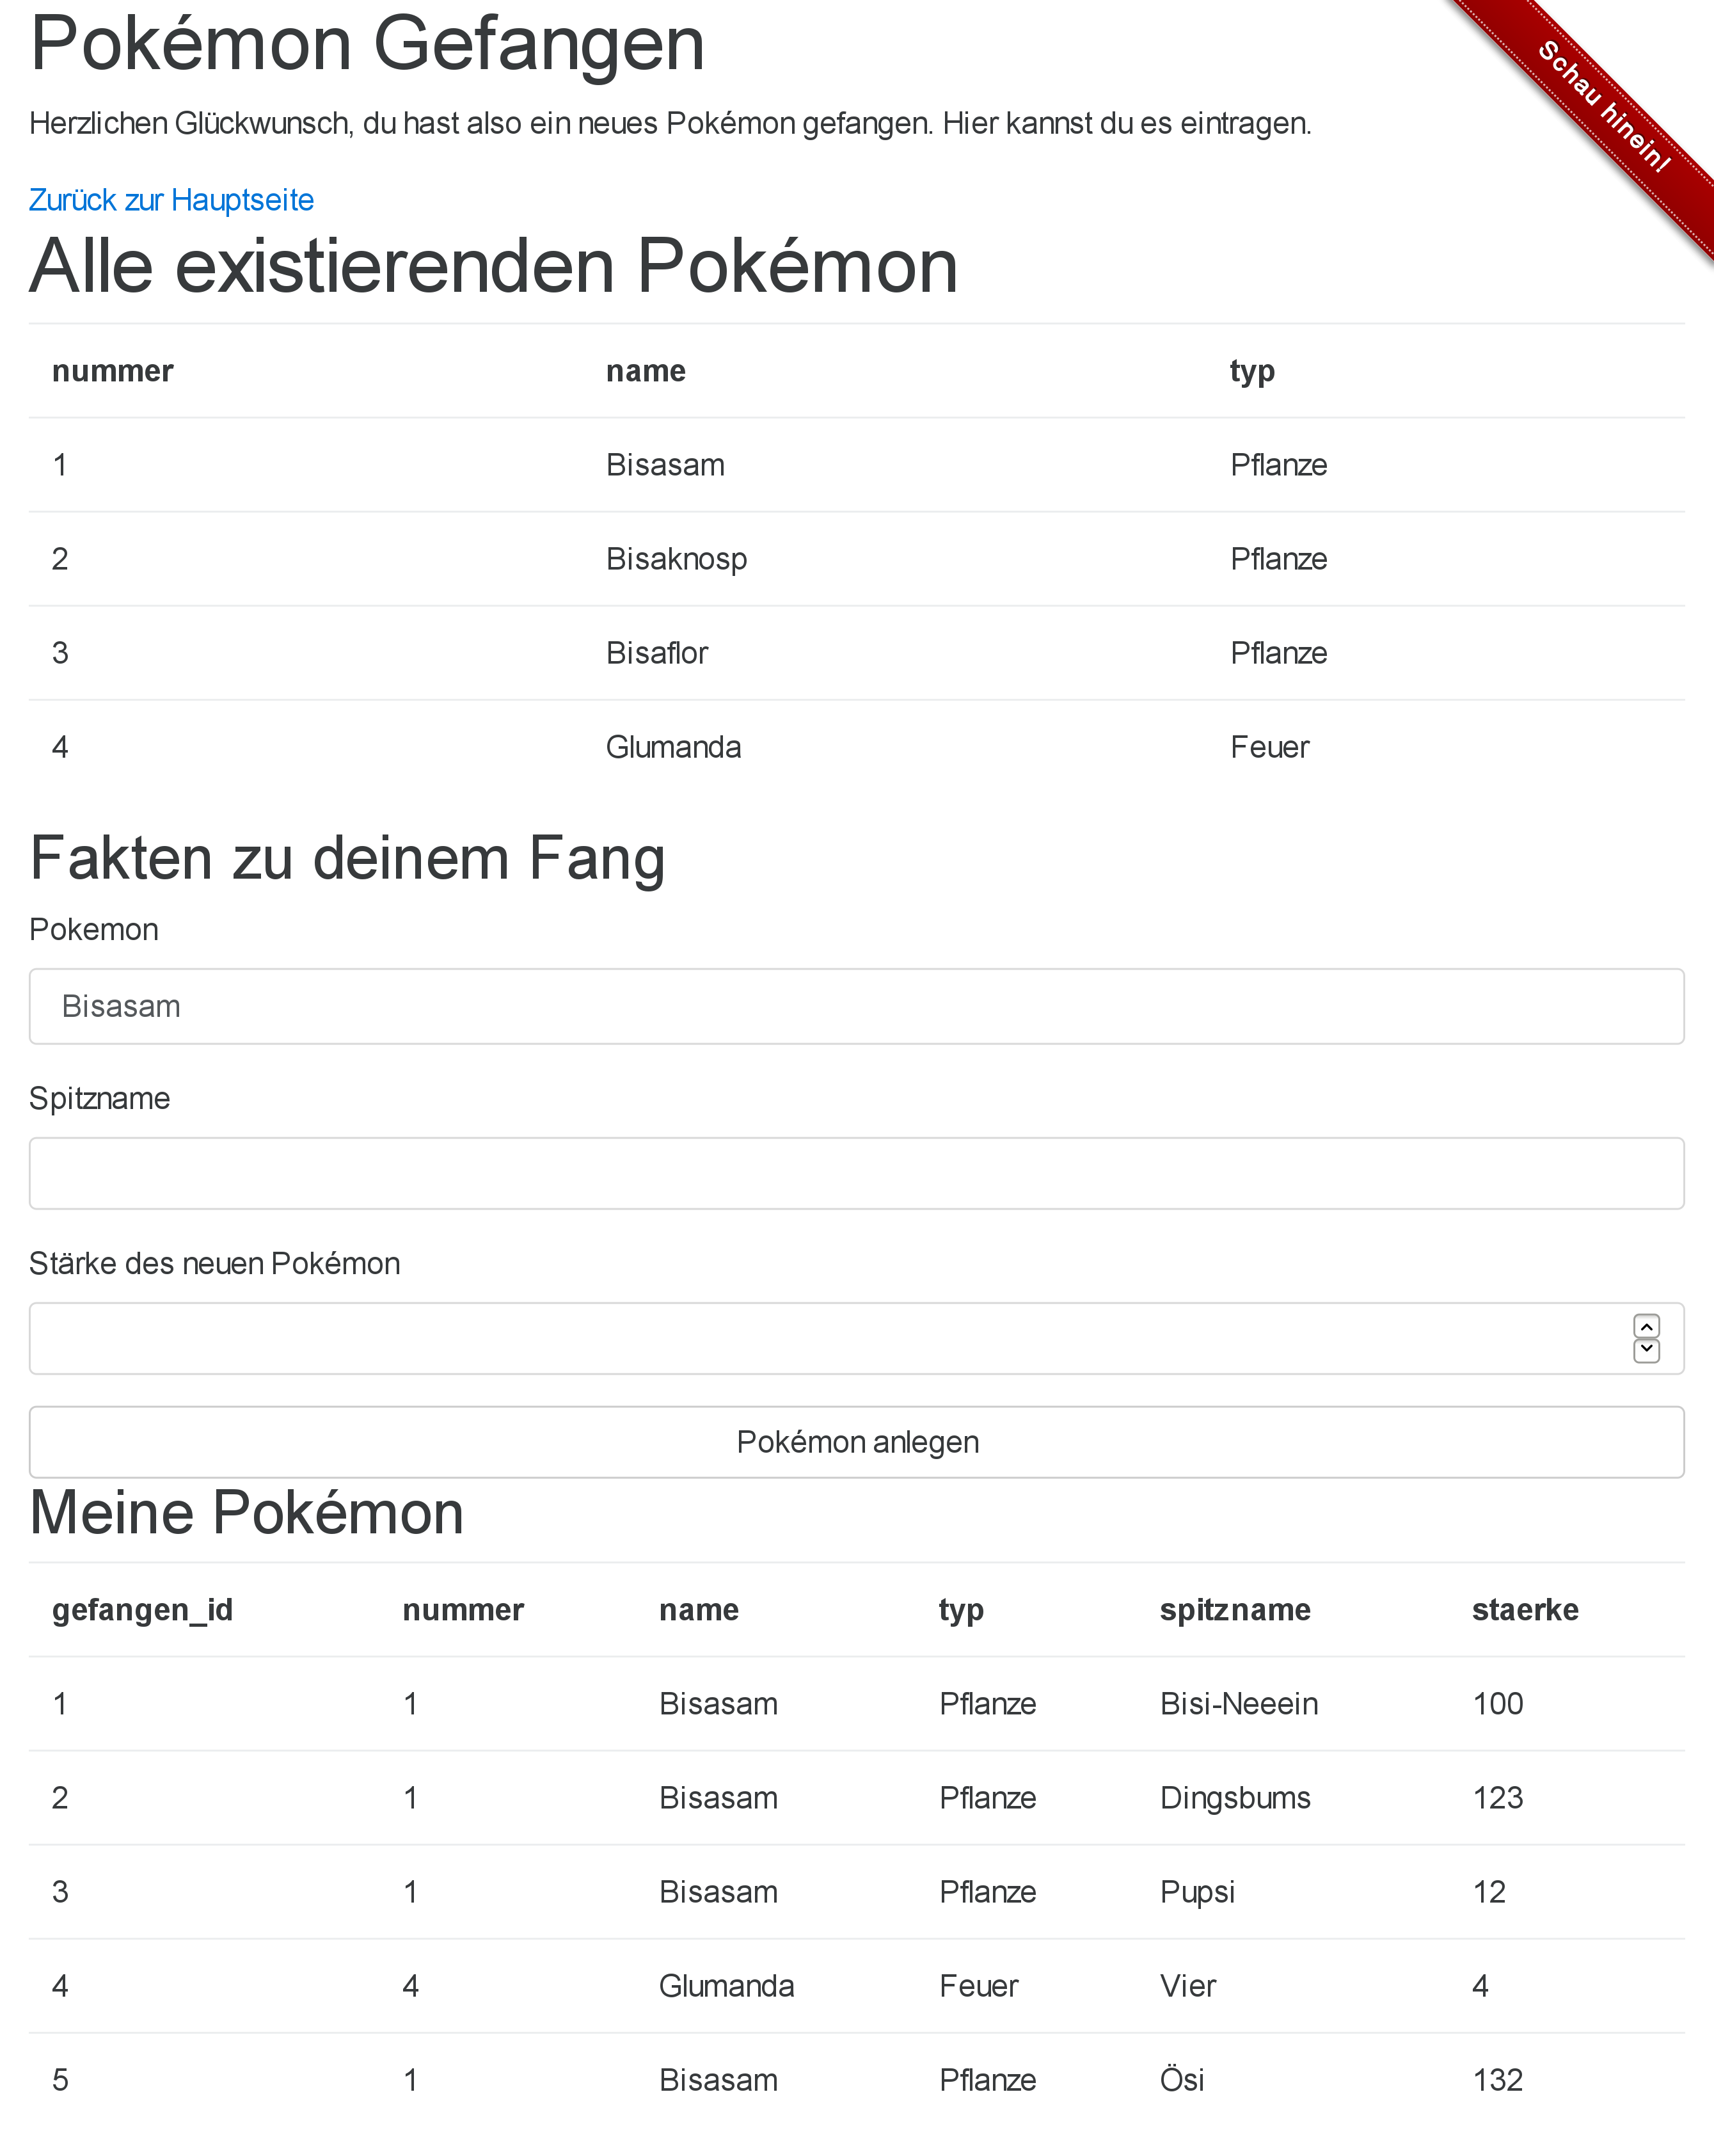 Pokémon Gefangen
Schau hinein!
Herzlichen Glückwunsch, du hast also ein neues Pokémon gefangen. Hier kannst du es eintragen.
Zurück zur Hauptseite
Alle existierenden Pokémon
nummer name typ
1 Bisasam Pflanze
2 Bisaknosp Pflanze
3 Bisaflor Pflanze
4 Glumanda Feuer
Fakten zu deinem Fang
Pokemon
Bisasam
Spitzname
Stärke des neuen Pokémon
Pokémon anlegen
Meine Pokémon
gefangen_id nummer name typ spitzname staerke
1 1 Bisasam Pflanze Bisi-Neeein 100
2 1 Bisasam Pflanze Dingsbums 123
3 1 Bisasam Pflanze Pupsi 12
4 4 Glumanda Feuer Vier 4
5 1 Bisasam Pflanze Ösi 132